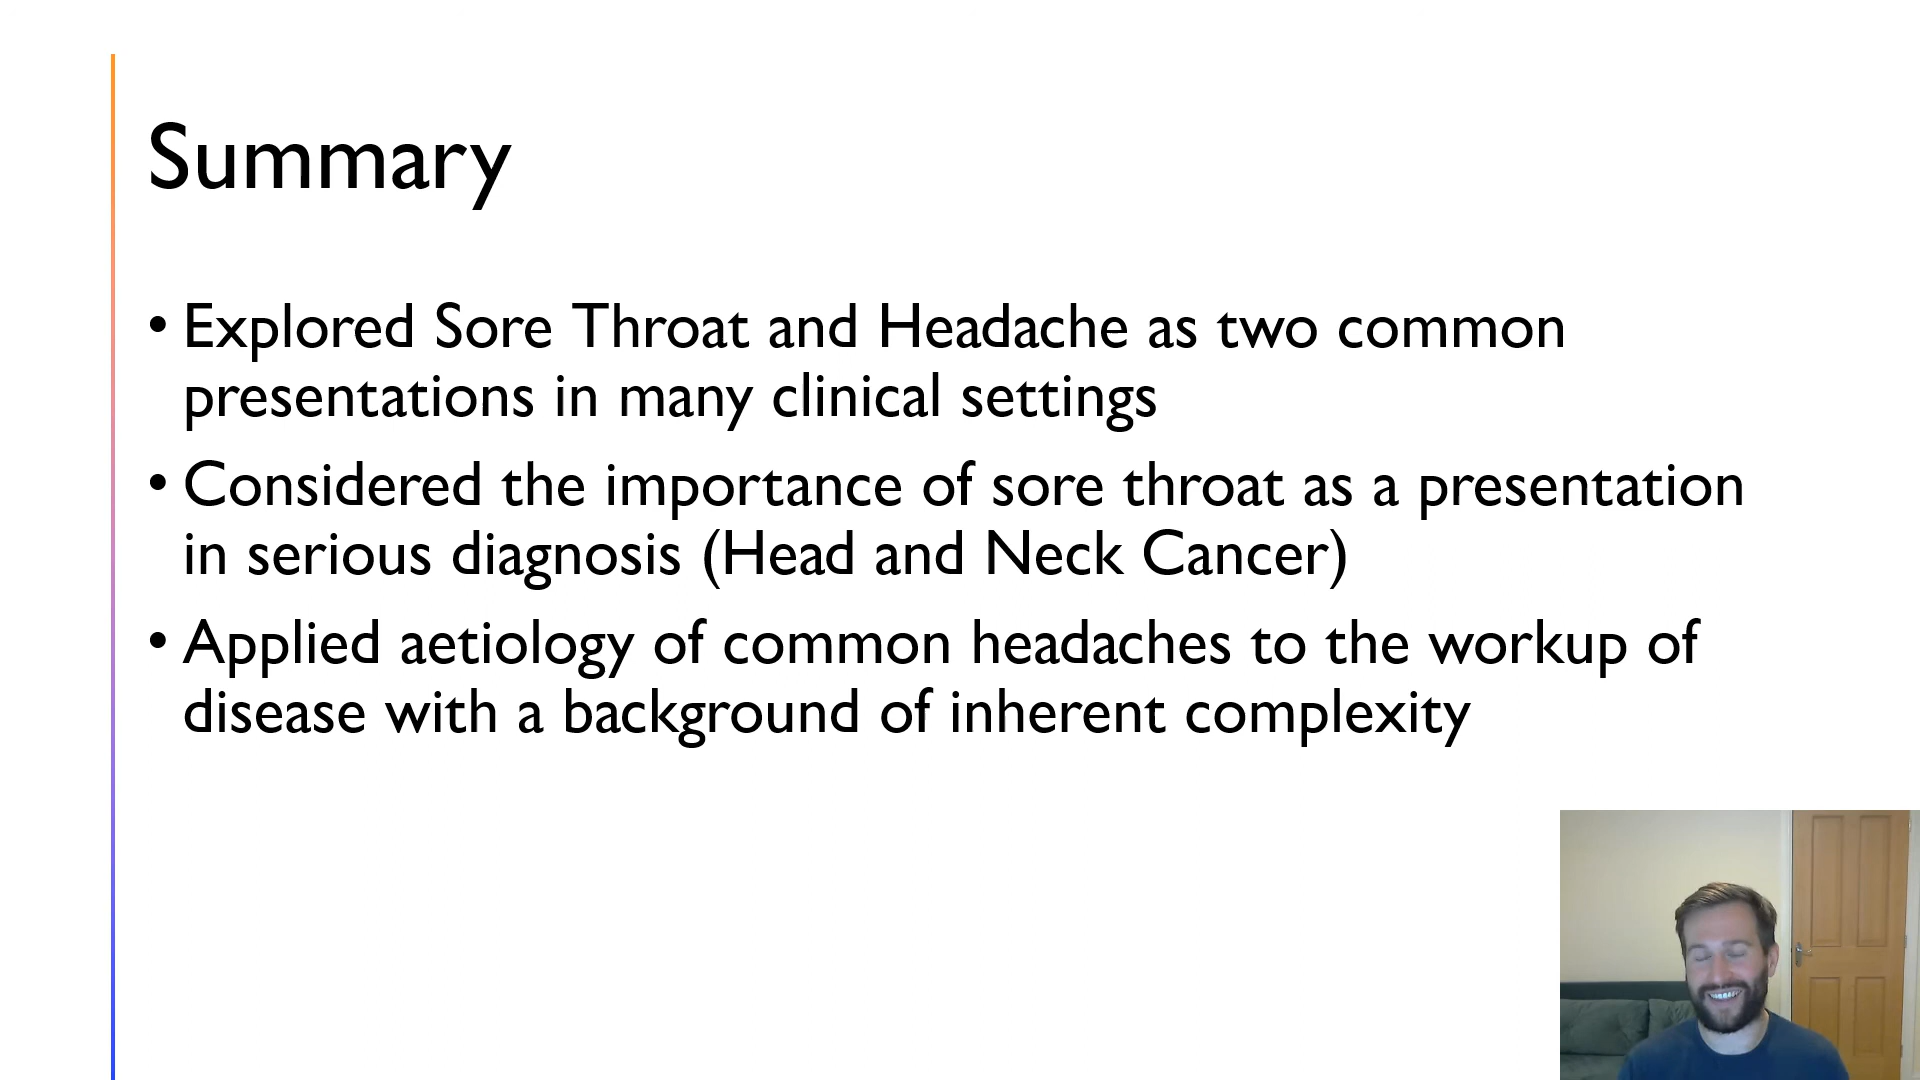 Summary
• Explored Sore Throat and Headache as two common
presentations in many clinical settings
• Considered the importance of sore throat as a presentation
in serious diagnosis (Head and Neck Cancer)
• Applied aetiology of common headaches to the workup of
disease with a background of inherent complexity